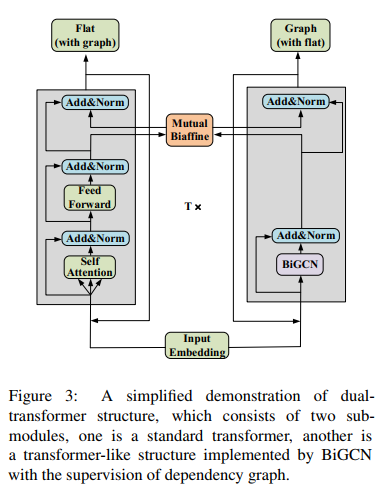 Flat
(with graph)
Graph
(with flat)
Add&Norm
Add&Norm
Mutual
Biaffine
Add&Norm
Feed
Forward
T ×
Add&Norm
Add&Norm
Self
Attention
BiGCN
Input
Embedding
Figure 3: A simplified demonstration of dual-
transformer structure, which consists of two sub-
modules, one is a standard transformer, another is
a transformer-like structure implemented by BiGCN
with the supervision of dependency graph.